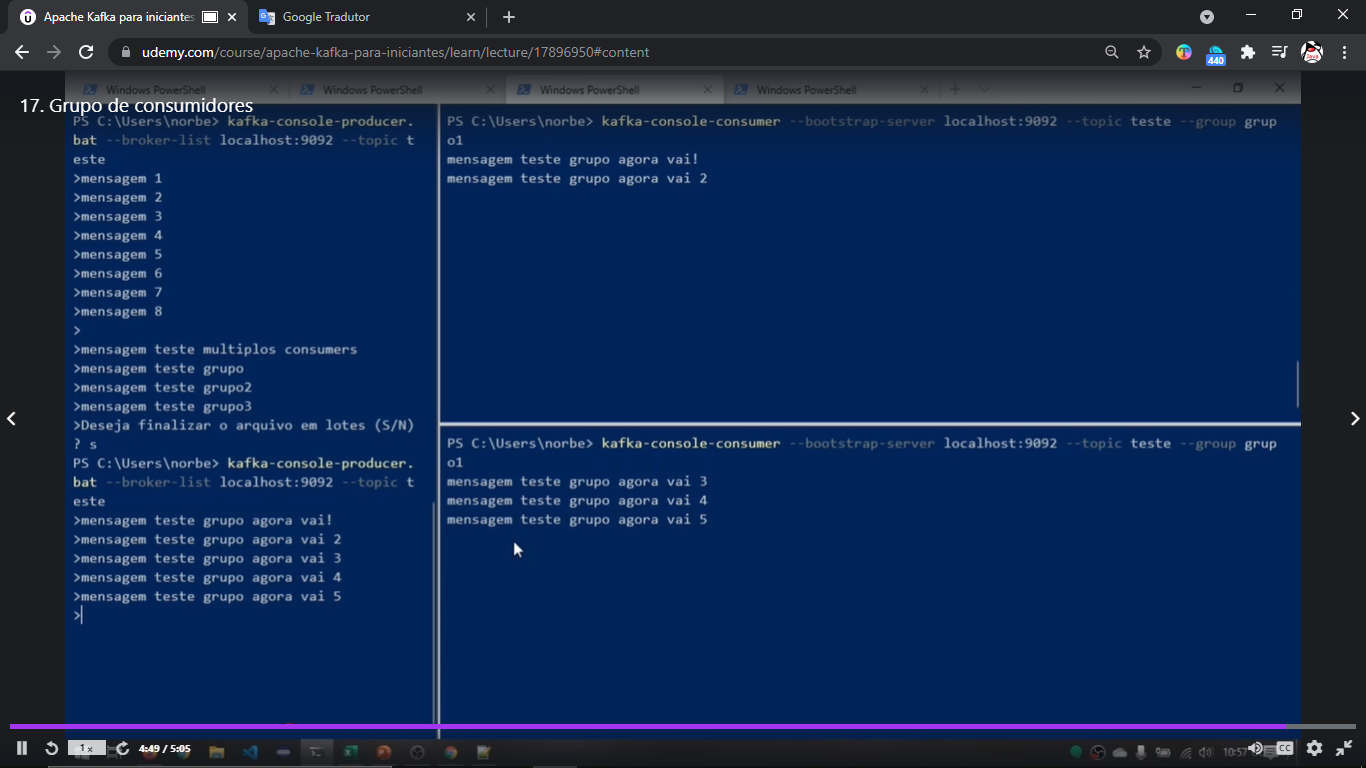 Apache Kafka para iniciantes
Google Tradutor
udemy.com/course/apache-kafka-para-iniciantes/learn/lecture/17896950#content
440
Windows PowerShell
Windows PowerShell
Windows PowerShell
Windows PowerShell
17. Grupo de consumidores
PS C:\Users\norbe> kafka-console-producer.
bat --broker-list localhost:9092 --topic t
este
>mensagem 1
>mensagem 2
>mensagem 3
>mensagem 4
>mensagem 5
>mensagem 6
>mensagem 7
>mensagem 8
>
>mensagem teste multiplos consumers
>mensagem teste grupo
>mensagem teste grupo2
>mensagem teste grupo3
>Deseja finalizar o arquivo em lotes (S/N)
? s
PS C:\Users\norbe> kafka-console-producer.
bat --broker-list localhost:9092 --topic t
este
>mensagem teste grupo agora vai!
>mensagem teste grupo agora vai 2
>mensagem teste grupo agora vai 3
>mensagem teste grupo agora vai 4
>mensagem teste grupo agora vai 5
>
PS C:\Users\norbe> kafka-console-consumer --bootstrap-server localhost:9092 --topic teste --group grup
o1
mensagem teste grupo agora vai!
mensagem teste grupo agora vai 2
PS C:\Users\norbe> kafka-console-consumer --bootstrap-server localhost:9092 --topic teste --group grup
o1
mensagem teste grupo agora vai 3
mensagem teste grupo agora vai 4
mensagem teste grupo agora vai 5
1x
4:49 / 5:05
10:57
CC